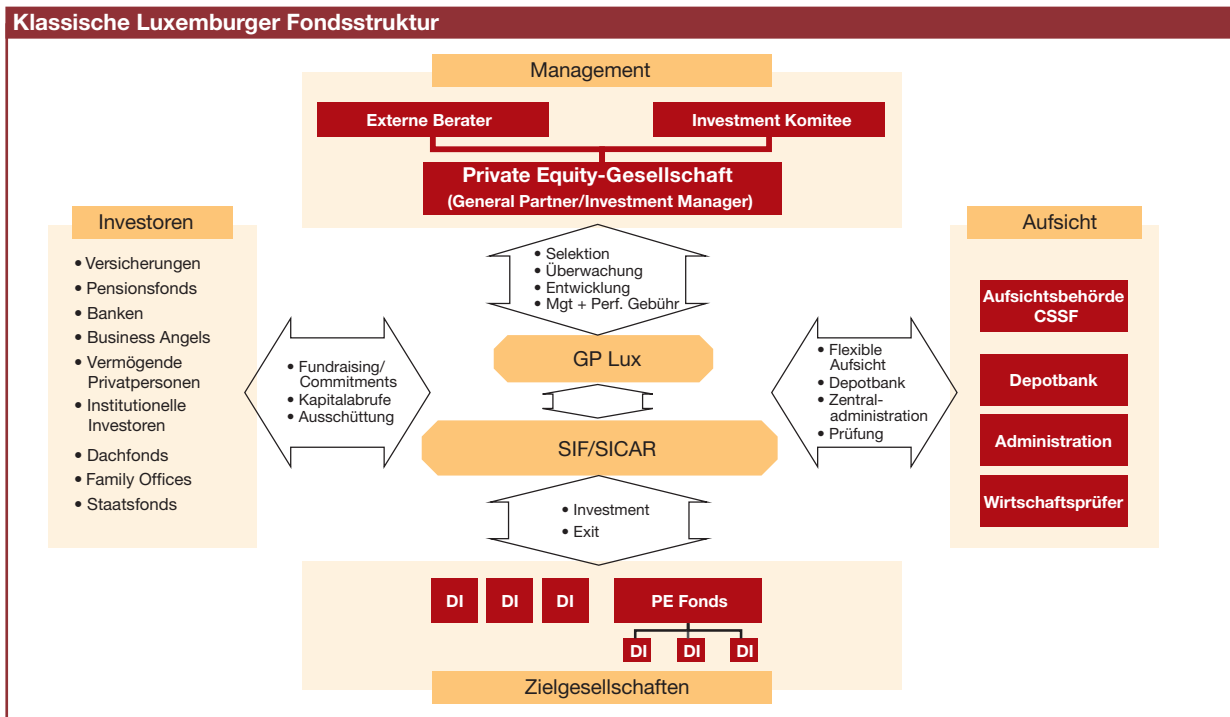 Klassische Luxemburger Fondsstruktur
Management
Externe Berater
Investment Komitee
Private Equity-Gesellschaft
(General Partner/Investment Manager)
Investoren
• Versicherungen
• Pensionsfonds
• Banken
• Business Angels
• Vermögende
Privatpersonen
• Institutionelle
Investoren
• Dachfonds
• Family Offices
• Staatsfonds
• Fundraising/
Commitments
• Kapitalabrufe
• Ausschüttung
• Selektion
• Überwachung
• Entwicklung
• Mgt + Perf. Gebühr
GP Lux
SIF/SICAR
• Investment
• Exit
• Flexible
Aufsicht
• Depotbank
• Zentral-
administration
• Prüfung
Aufsicht
Aufsichtsbehörde
CSSF
Depotbank
Administration
Wirtschaftsprüfer
DI
DI
DI
PE Fonds
DI
DI
DI
Zielgesellschaften